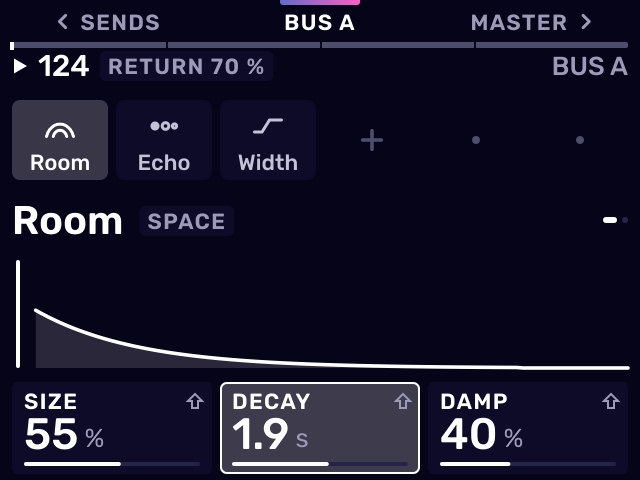 SENDS BUS A MASTER
124 RETURN 70 % BUS A
Room Echo Width
Room SPACE
SIZE DECAY DAMP
55 % 1.9 s 40 %